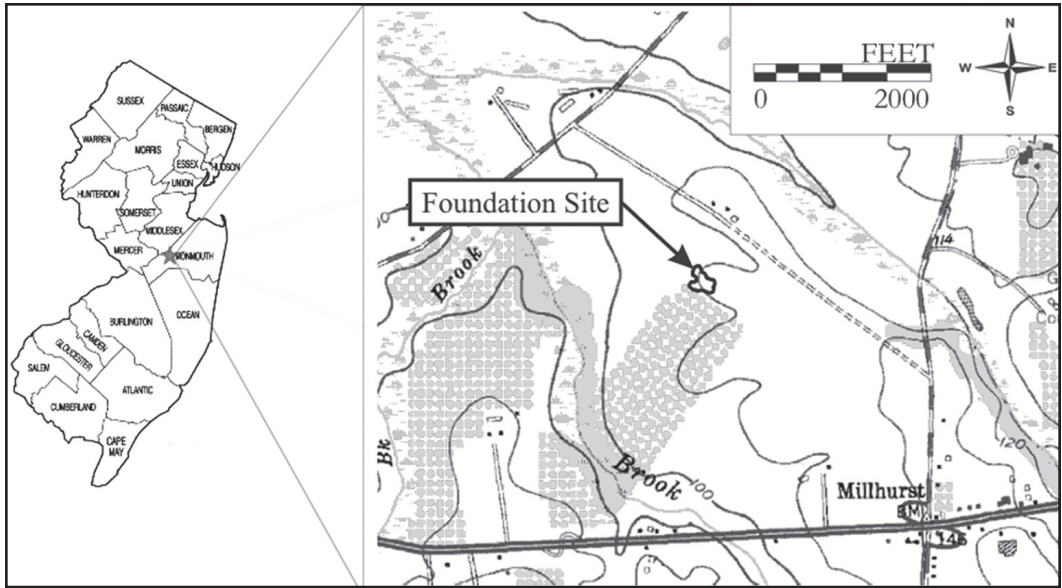 SUSSEX
PASSAIC
BERGEN
WARREN
MORRIS
ESSEX
HUDSON
UNION
HUNTERDON
SOMERSET
MIDDLESEX
MERCER
MONMOUTH
OCEAN
BURLINGTON
CAMDEN
GLOUCESTER
SALEM
ATLANTIC
CUMBERLAND
CAPE
MAY
FEET
0 2000
N
W E
S
Foundation Site
Brook
114
G
Bk
Brook
100
120
Millhurst
BM
146